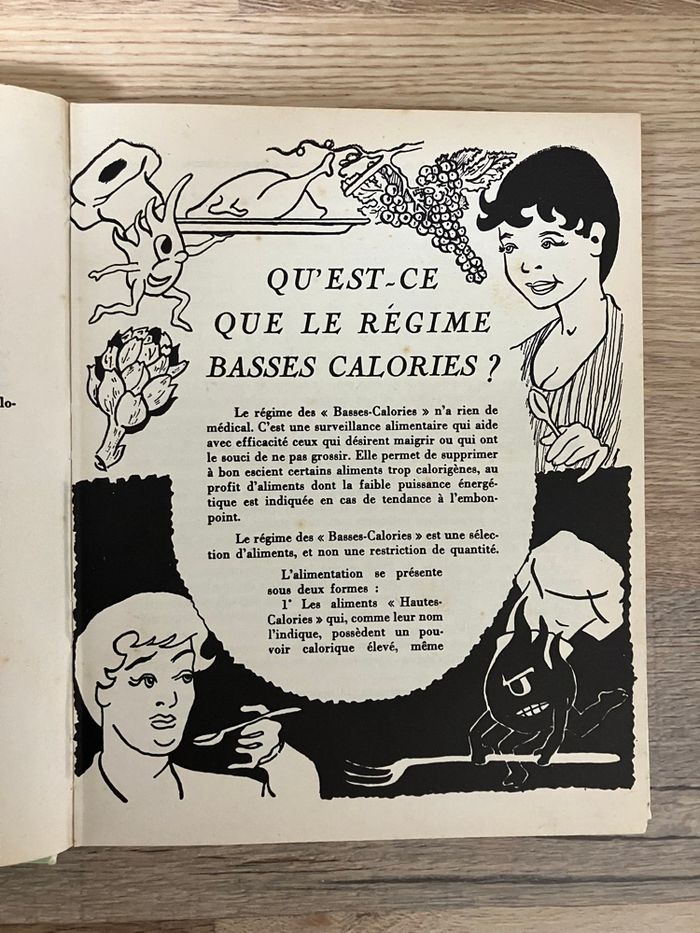 lo-
QU'EST-CE
QUE LE RÉGIME
BASSES CALORIES ?
Le régime des « Basses-Calories » n'a rien de
médical. C'est une surveillance alimentaire qui aide
avec efficacité ceux qui désirent maigrir ou qui ont
le souci de ne pas grossir. Elle permet de supprimer
à bon escient certains aliments trop calorigènes, au
profit d'aliments dont la faible puissance énergé-
tique est indiquée en cas de tendance à l'embon-
point.
Le régime des « Basses-Calories » est une sélec-
tion d'aliments, et non une restriction de quantité.
L'alimentation se présente
sous deux formes :
1° Les aliments « Hautes-
Calories » qui, comme leur nom
l'indique, possèdent un pou-
voir calorique élevé, même